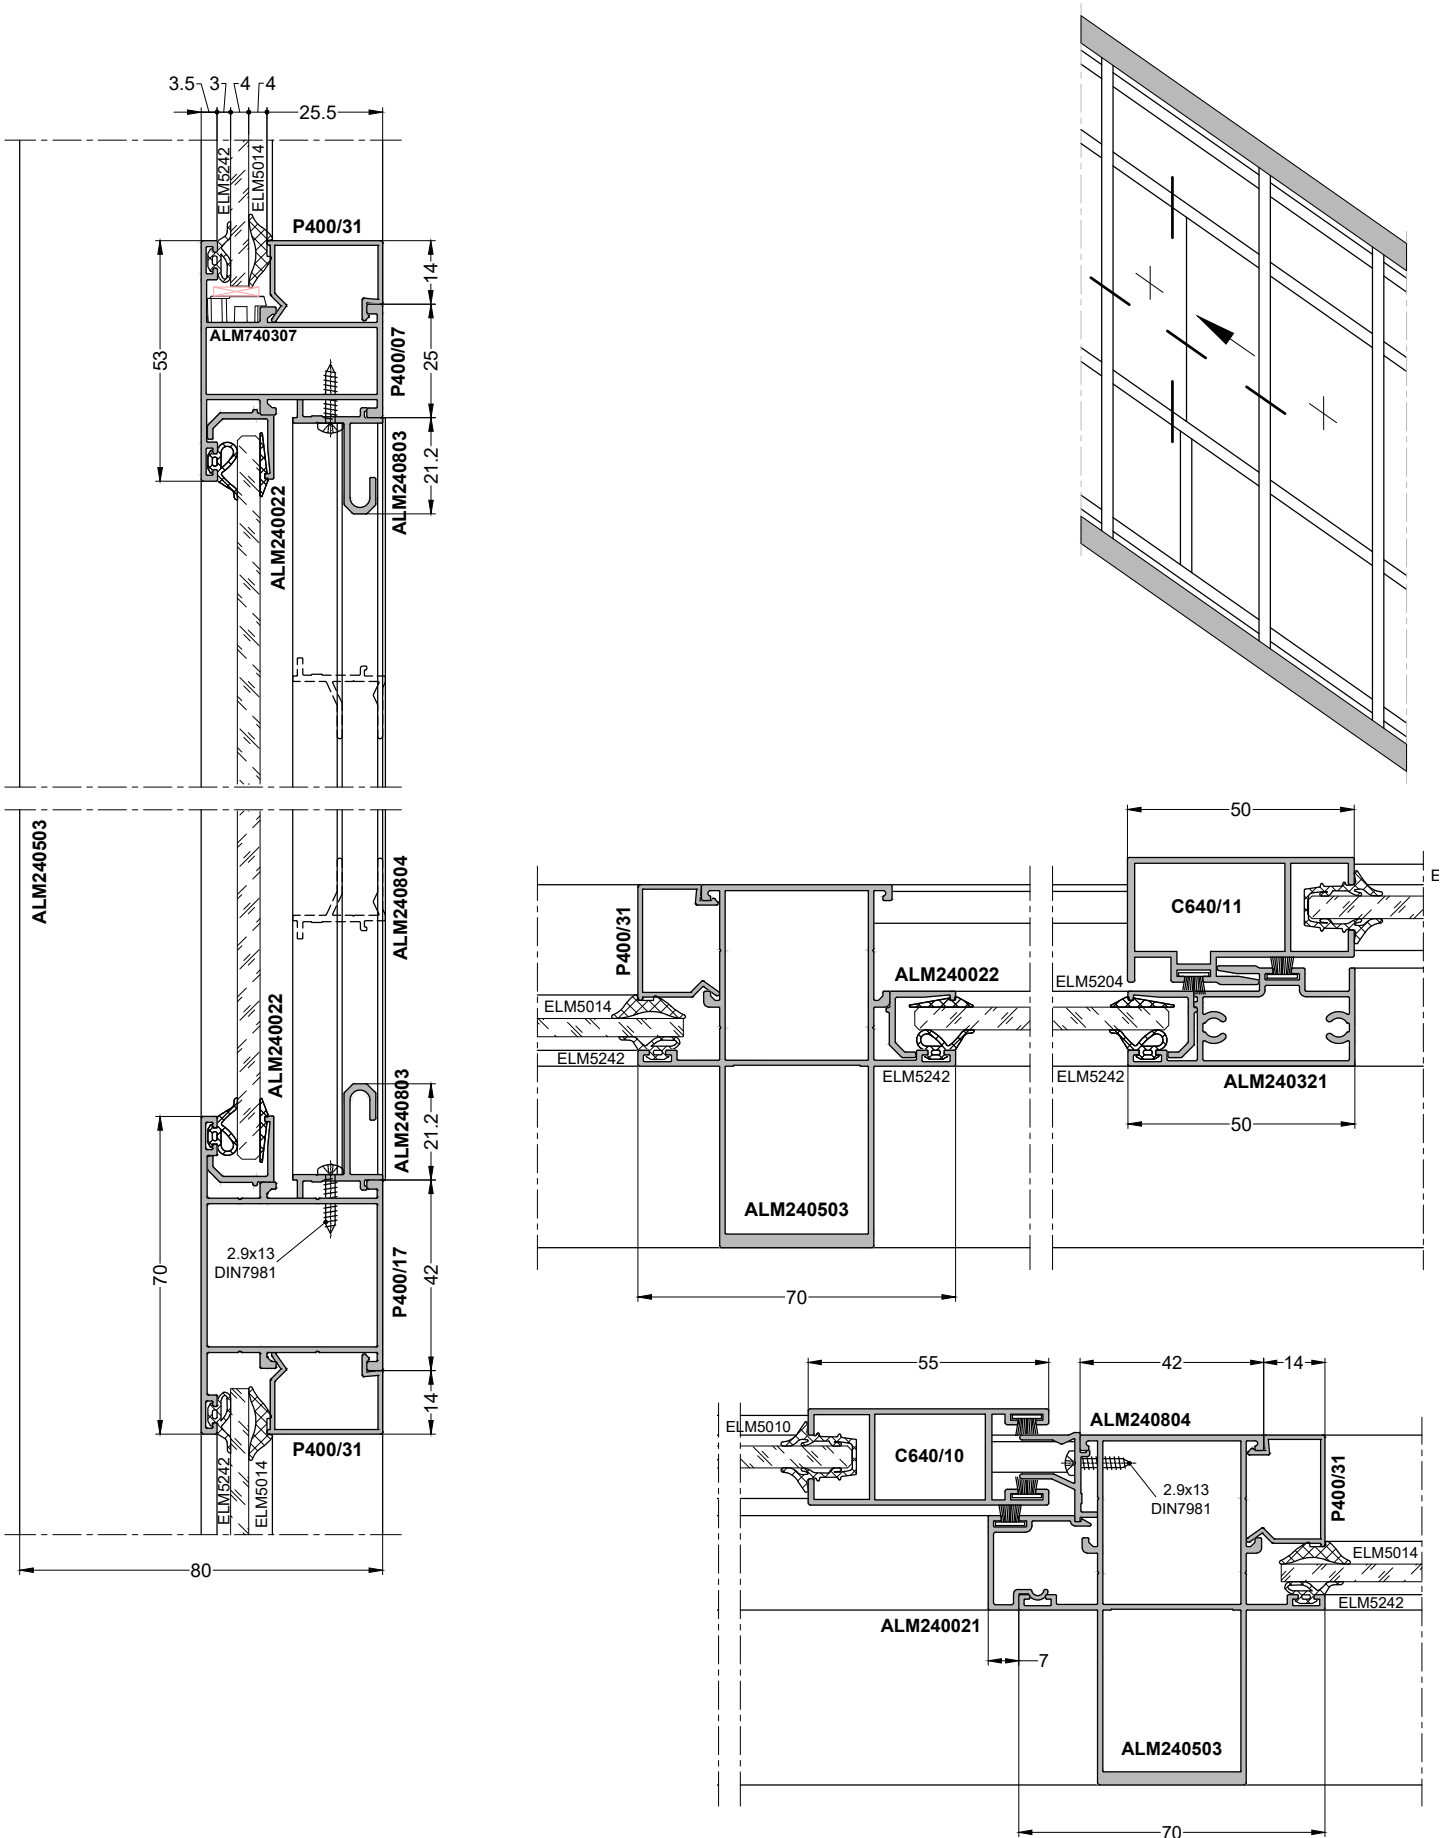 3.5
3
4
4
25.5
ELM5242
ELM5014
P400/31
14
ALM740307
53
P400/07
25
ALM240022
ALM240803
21.2
ALM240503
ALM240804
ALM240022
ALM240803
21.2
70
2.9x13
DIN7981
P400/17
42
14
P400/31
ELM5242
ELM5014
80
50
E
C640/11
P400/31
ALM240022
ELM5204
ELM5014
ELM5242
ELM5242
ELM5242
ALM240321
50
ALM240503
70
55
42
14
ELM5010
ALM240804
C640/10
2.9x13
DIN7981
P400/31
ELM5014
ELM5242
ALM240021
7
ALM240503
70